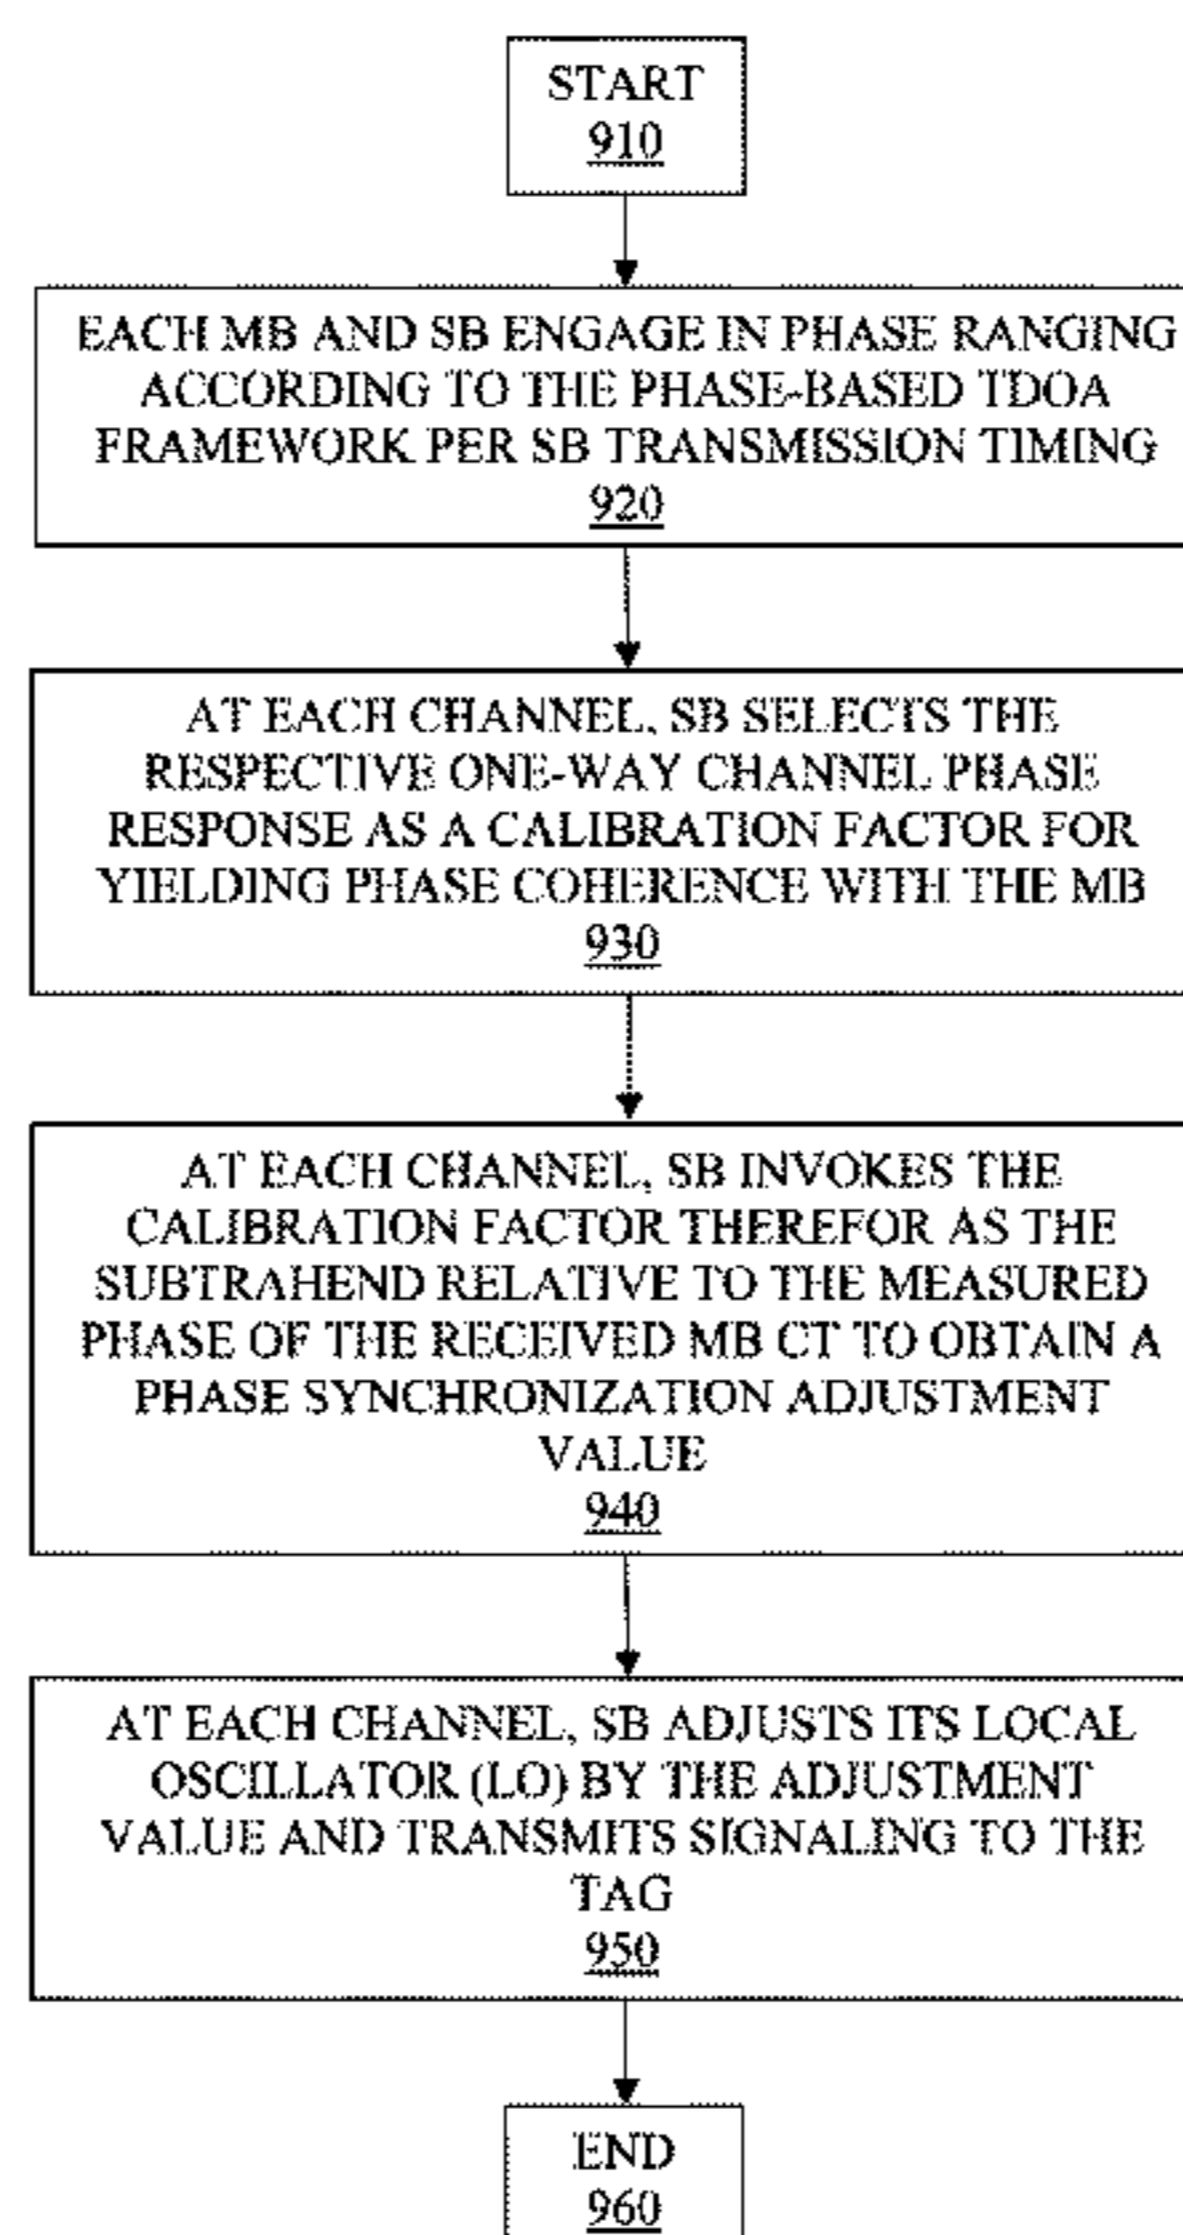 START
910
EACH MB AND SB ENGAGE IN PHASE RANGING
ACCORDING TO THE PHASE-BASED TDOA
FRAMEWORK PER SB TRANSMISSION TIMING
920
AT EACH CHANNEL, SB SELECTS THE
RESPECTIVE ONE-WAY CHANNEL PHASE
RESPONSE AS A CALIBRATION FACTOR FOR
YIELDING PHASE COHERENCE WITH THE MB
930
AT EACH CHANNEL, SB INVOKES THE
CALIBRATION FACTOR THEREFOR AS THE
SUBTRAHEND RELATIVE TO THE MEASURED
PHASE OF THE RECEIVED MB CT TO OBTAIN A
PHASE SYNCHRONIZATION ADJUSTMENT
VALUE
940
AT EACH CHANNEL, SB ADJUSTS ITS LOCAL
OSCILLATOR (LO) BY THE ADJUSTMENT
VALUE AND TRANSMITS SIGNALING TO THE
TAG
950
END
960